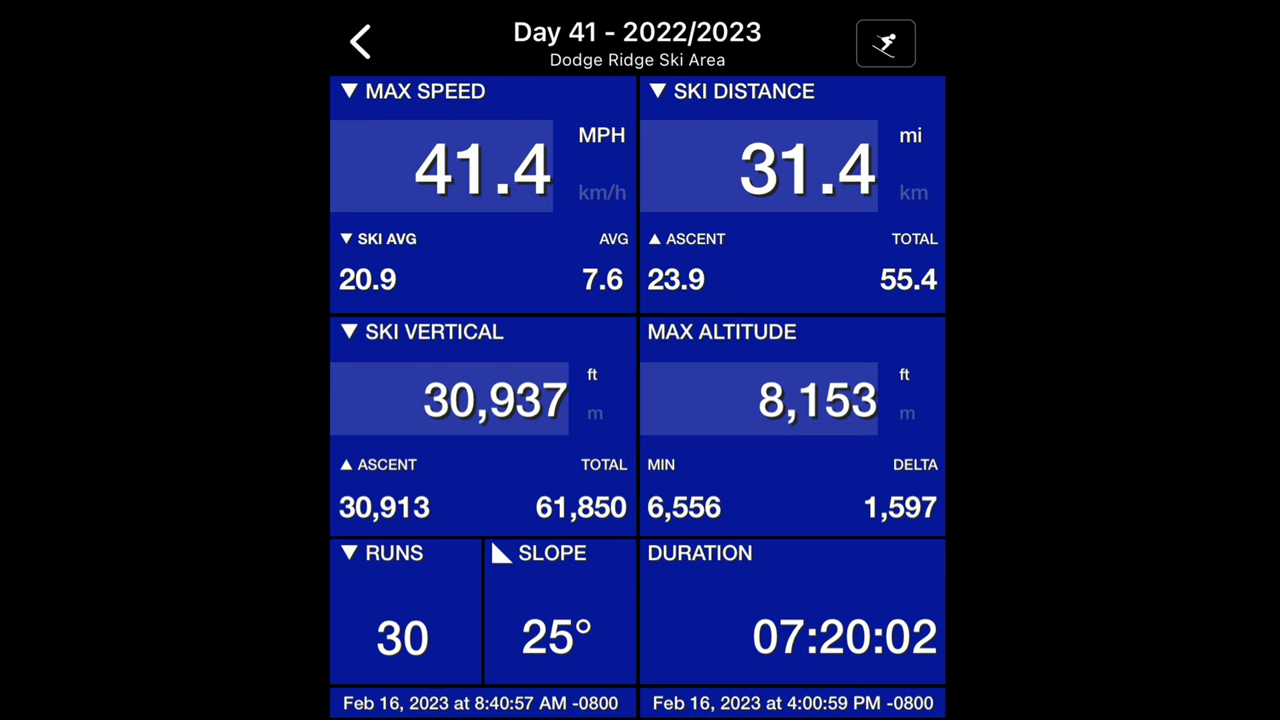 Day 41 - 2022/2023
Dodge Ridge Ski Area
▼ MAX SPEED
41.4 MPH
km/h
▼ SKI AVG AVG
20.9 7.6
▼ SKI DISTANCE
31.4 mi
km
▲ ASCENT TOTAL
23.9 55.4
▼ SKI VERTICAL
30,937 ft
m
▲ ASCENT TOTAL
30,913 61,850
MAX ALTITUDE
8,153 ft
m
MIN DELTA
6,556 1,597
▼ RUNS
30
SLOPE
25°
DURATION
07:20:02
Feb 16, 2023 at 8:40:57 AM -0800
Feb 16, 2023 at 4:00:59 PM -0800